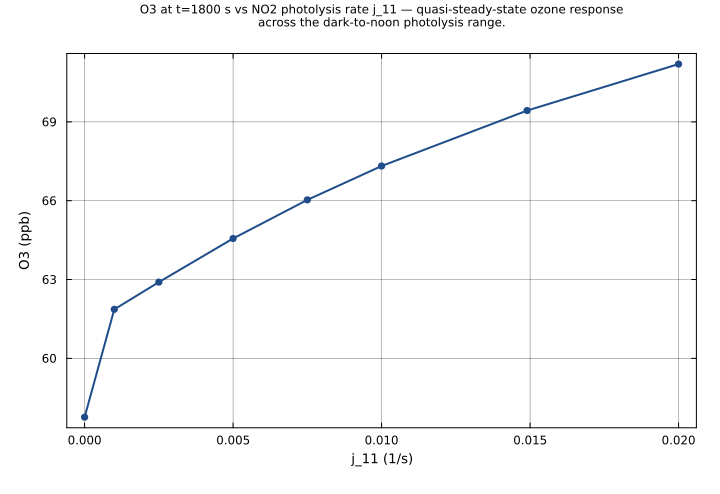 O3 at t=1800 s vs NO2 photolysis rate j_11 — quasi-steady-state ozone response
across the dark-to-noon photolysis range.
69
66
63
60
O3 (ppb)
0.000 0.005 0.010 0.015 0.020
j_11 (1/s)